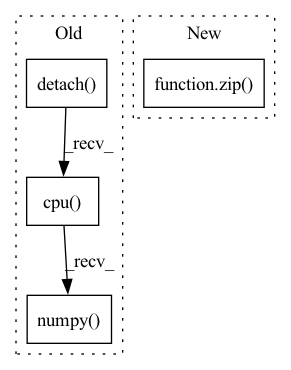 Old
New
detach()
function.zip()
_recv_
cpu()
_recv_
numpy()